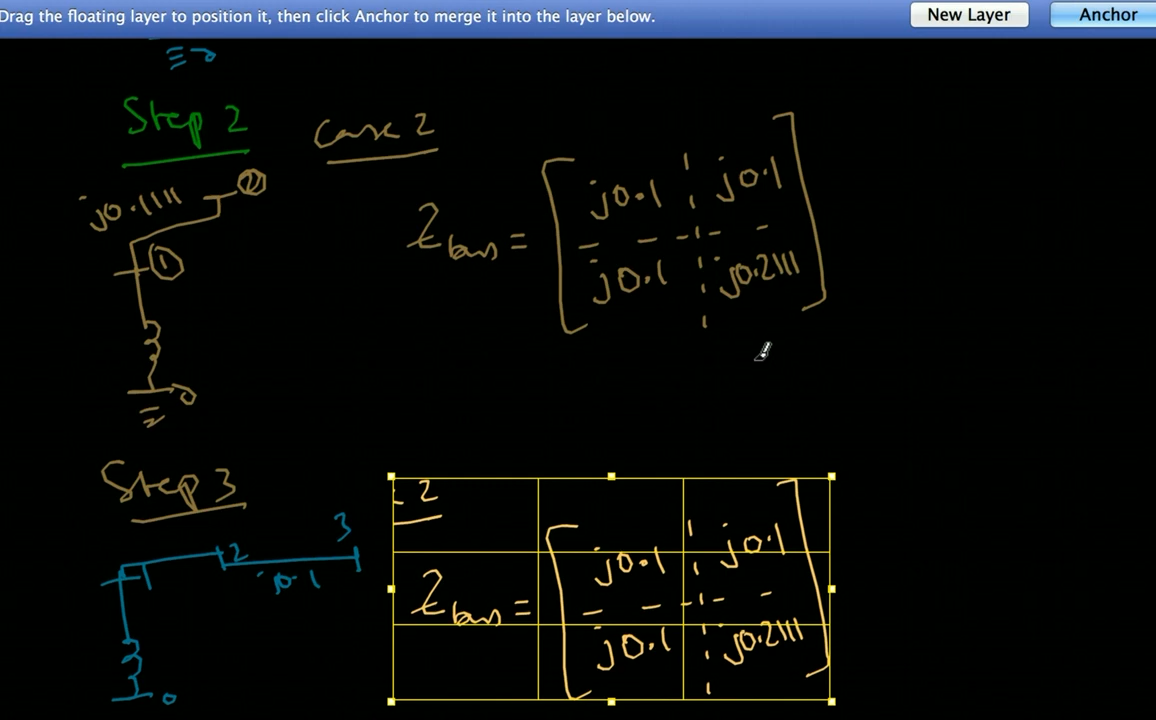 Drag the floating layer to position it, then click Anchor to merge it into the layer below.
New Layer
Anchor
Step 2
Case 2
j0.1111
2
1
0
Zbus =
j0.1 j0.1
j0.1 j0.2111
Step 3
3
2
j0.1
0
2
Zbus =
j0.1 j0.1
j0.1 j0.2111